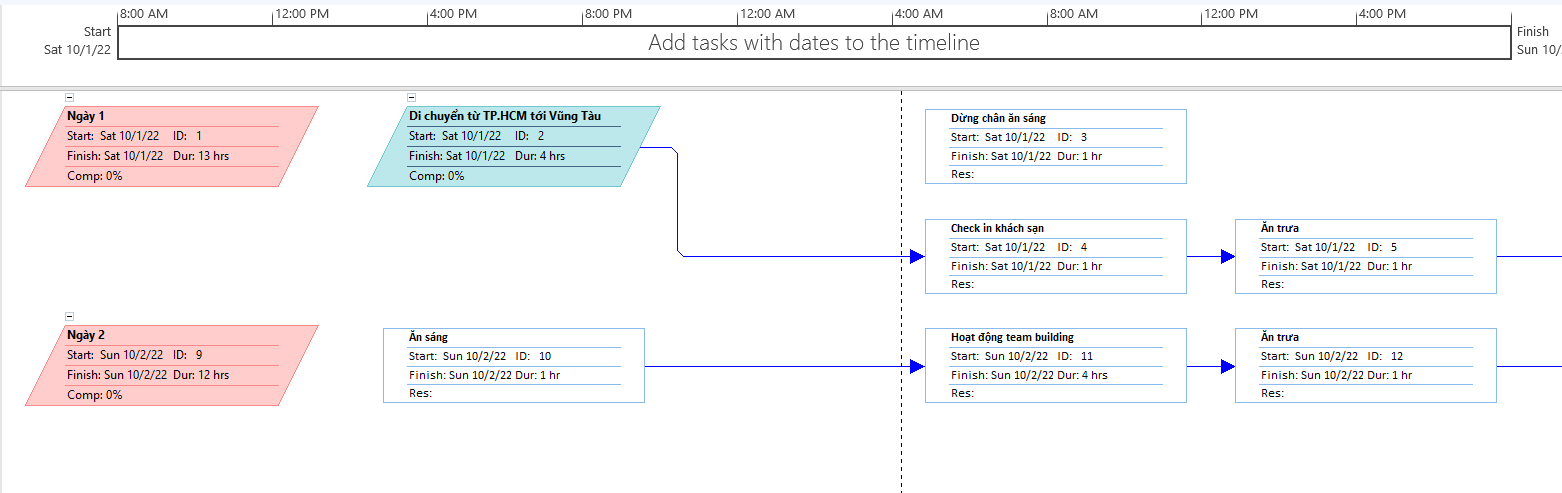 8:00 AM 12:00 PM 4:00 PM 8:00 PM 12:00 AM 4:00 AM 8:00 AM 12:00 PM 4:00 PM
Start
Sat 10/1/22
Add tasks with dates to the timeline
Finish
Sun 10/
Ngày 1
Start: Sat 10/1/22 ID: 1
Finish: Sat 10/1/22 Dur: 13 hrs
Comp: 0%
Di chuyển từ TP.HCM tới Vũng Tàu
Start: Sat 10/1/22 ID: 2
Finish: Sat 10/1/22 Dur: 4 hrs
Comp: 0%
Dừng chân ăn sáng
Start: Sat 10/1/22 ID: 3
Finish: Sat 10/1/22 Dur: 1 hr
Res:
Check in khách sạn
Start: Sat 10/1/22 ID: 4
Finish: Sat 10/1/22 Dur: 1 hr
Res:
Ăn trưa
Start: Sat 10/1/22 ID: 5
Finish: Sat 10/1/22 Dur: 1 hr
Res:
Ngày 2
Start: Sun 10/2/22 ID: 9
Finish: Sun 10/2/22 Dur: 12 hrs
Comp: 0%
Ăn sáng
Start: Sun 10/2/22 ID: 10
Finish: Sun 10/2/22 Dur: 1 hr
Res:
Hoạt động team building
Start: Sun 10/2/22 ID: 11
Finish: Sun 10/2/22 Dur: 4 hrs
Res:
Ăn trưa
Start: Sun 10/2/22 ID: 12
Finish: Sun 10/2/22 Dur: 1 hr
Res: